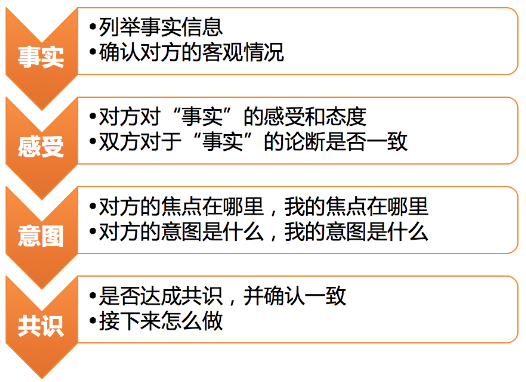 事实
•列举事实信息
•确认对方的客观情况
感受
•对方对“事实”的感受和态度
•双方对于“事实”的论断是否一致
意图
•对方的焦点在哪里，我的焦点在哪里
•对方的意图是什么，我的意图是什么
共识
•是否达成共识，并确认一致
•接下来怎么做